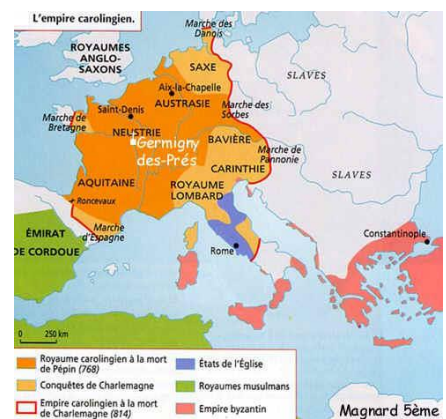 L'empire carolingien.
Marche des
Danois
ROYAUMES
ANGLO-
SAXONS
SAXE
SLAVES
Aix-la-Chapelle
AUSTRASIE
Saint-Denis
Marche des
Sorbes
Marche de
Bretagne
NEUSTRIE
Germigny
des-Prés
BAVIÈRE
Marche de
Pannonie
SLAVES
CARINTHIE
AQUITAINE
ROYAUME
LOMBARD
Roncevaux
Marche
d'Espagne
ÉMIRAT
DE CORDOUE
Rome
Constantinople
0 250 km
Royaume carolingien à la mort
de Pépin (768)
Conquêtes de Charlemagne
Empire carolingien à la mort
de Charlemagne (814)
États de l'Église
Royaumes musulmans
Empire byzantin
Magnard 5ème